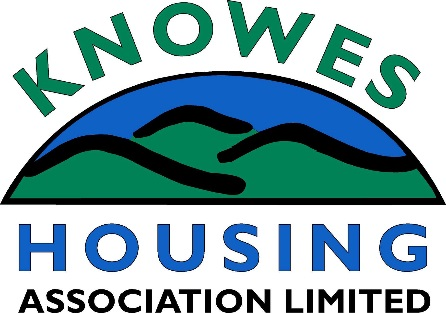 KNOWES
HOUSING
ASSOCIATION LIMITED